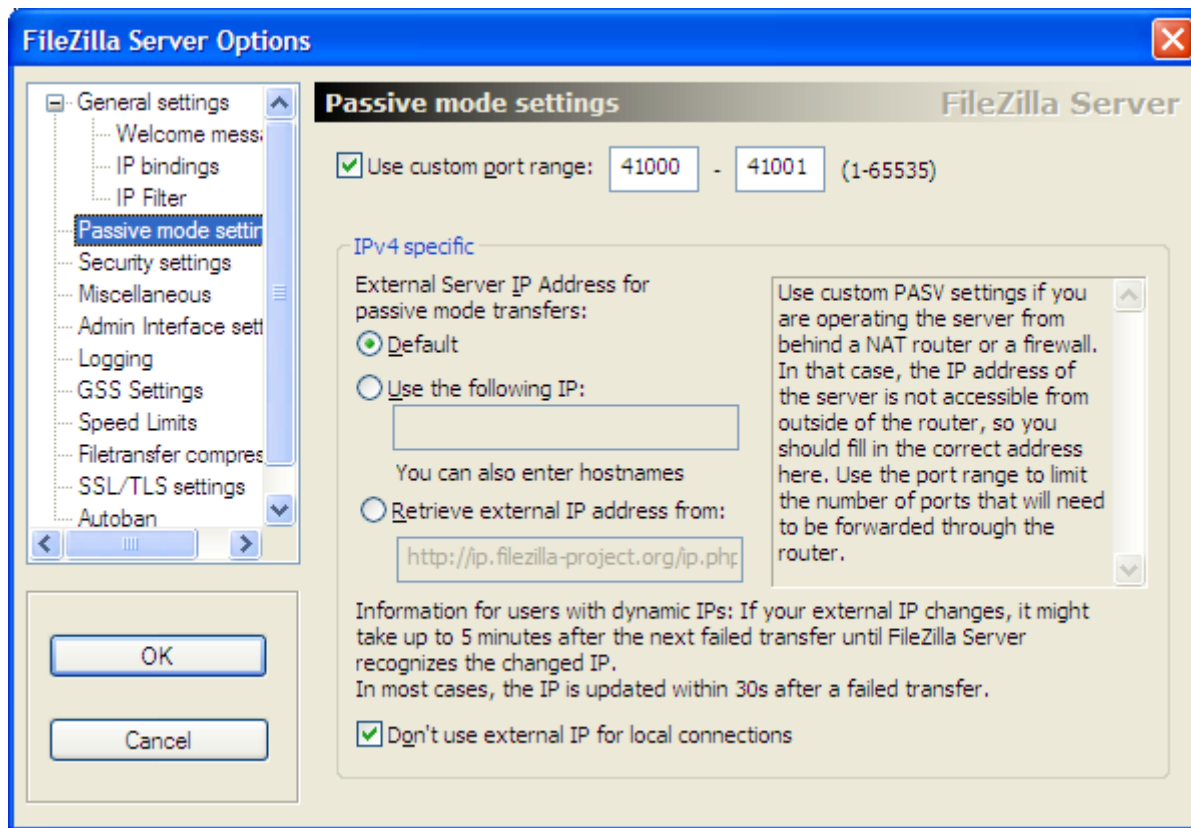 FileZilla Server Options
General settings
Welcome messa
IP bindings
IP Filter
Passive mode settin
Security settings
Miscellaneous
Admin Interface sett
Logging
GSS Settings
Speed Limits
Filetransfer compres
SSL/TLS settings
Autoban
OK
Cancel
Passive mode settings FileZilla Server
Use custom port range: 41000 - 41001 (1-65535)
IPv4 specific
External Server IP Address for
passive mode transfers:
Default
Use the following IP:
You can also enter hostnames
Retrieve external IP address from:
http://ip.filezilla-project.org/ip.php
Use custom PASV settings if you
are operating the server from
behind a NAT router or a firewall.
In that case, the IP address of
the server is not accessible from
outside of the router, so you
should fill in the correct address
here. Use the port range to limit
the number of ports that will need
to be forwarded through the
router.
Information for users with dynamic IPs: If your external IP changes, it might
take up to 5 minutes after the next failed transfer until FileZilla Server
recognizes the changed IP.
In most cases, the IP is updated within 30s after a failed transfer.
Don't use external IP for local connections